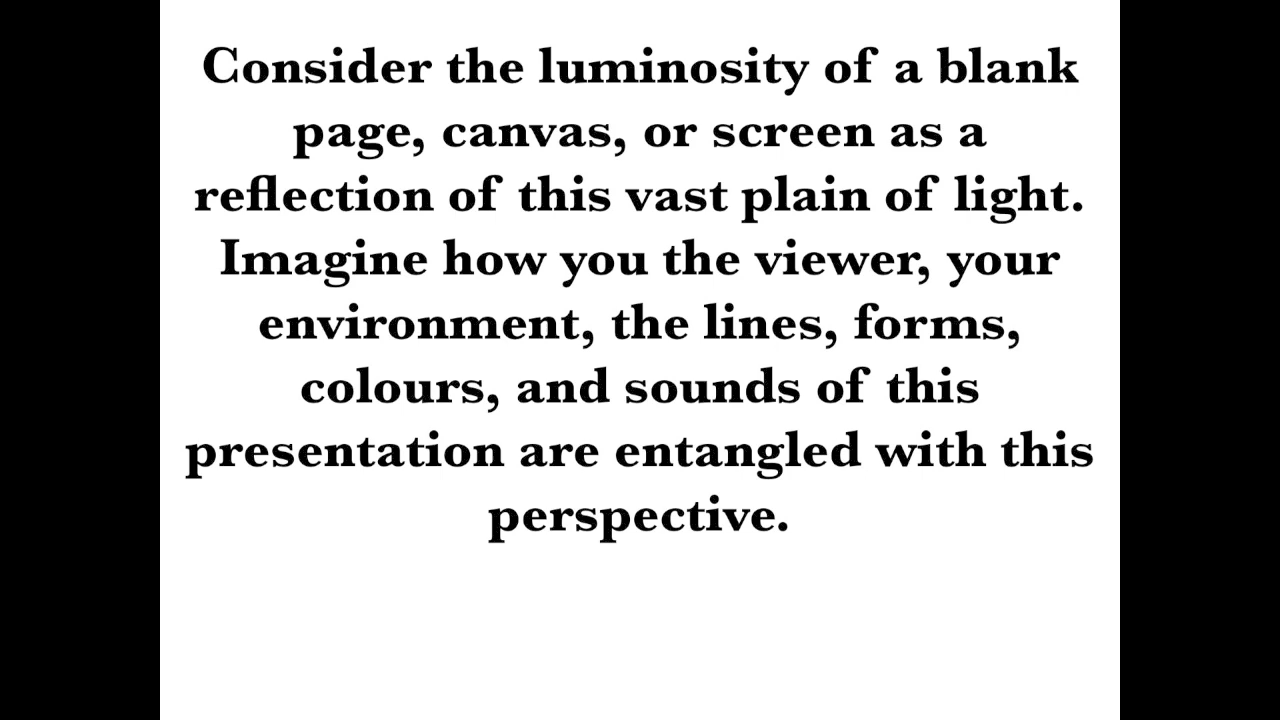 Consider the luminosity of a blank
page, canvas, or screen as a
reflection of this vast plain of light.
Imagine how you the viewer, your
environment, the lines, forms,
colours, and sounds of this
presentation are entangled with this
perspective.